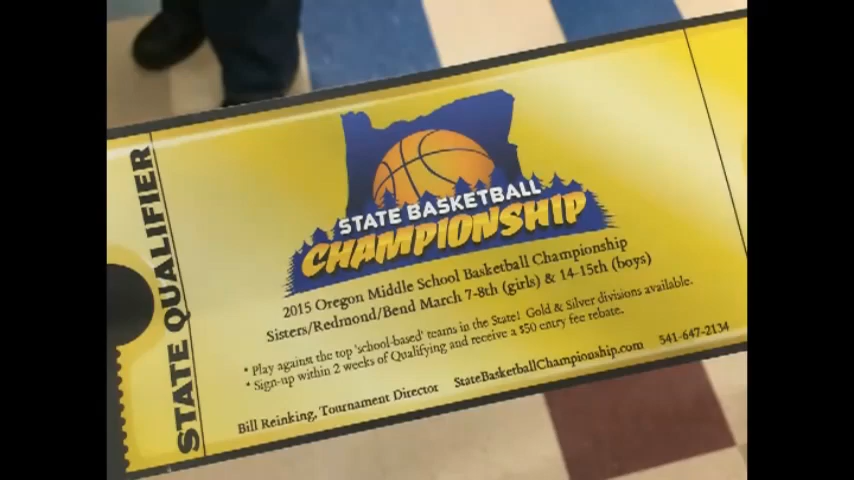 STATE QUALIFIER
STATE BASKETBALL
CHAMPIONSHIP
2015 Oregon Middle School Basketball Championship
Sisters/Redmond/Bend March 7-8th (girls) & 14-15th (boys)
• Play against the top 'school-based' teams in the State! Gold & Silver divisions available.
• Sign-up within 2 weeks of Qualifying and receive a $50 entry fee rebate.
Bill Reinking, Tournament Director StateBasketballChampionship.com 541-647-2134